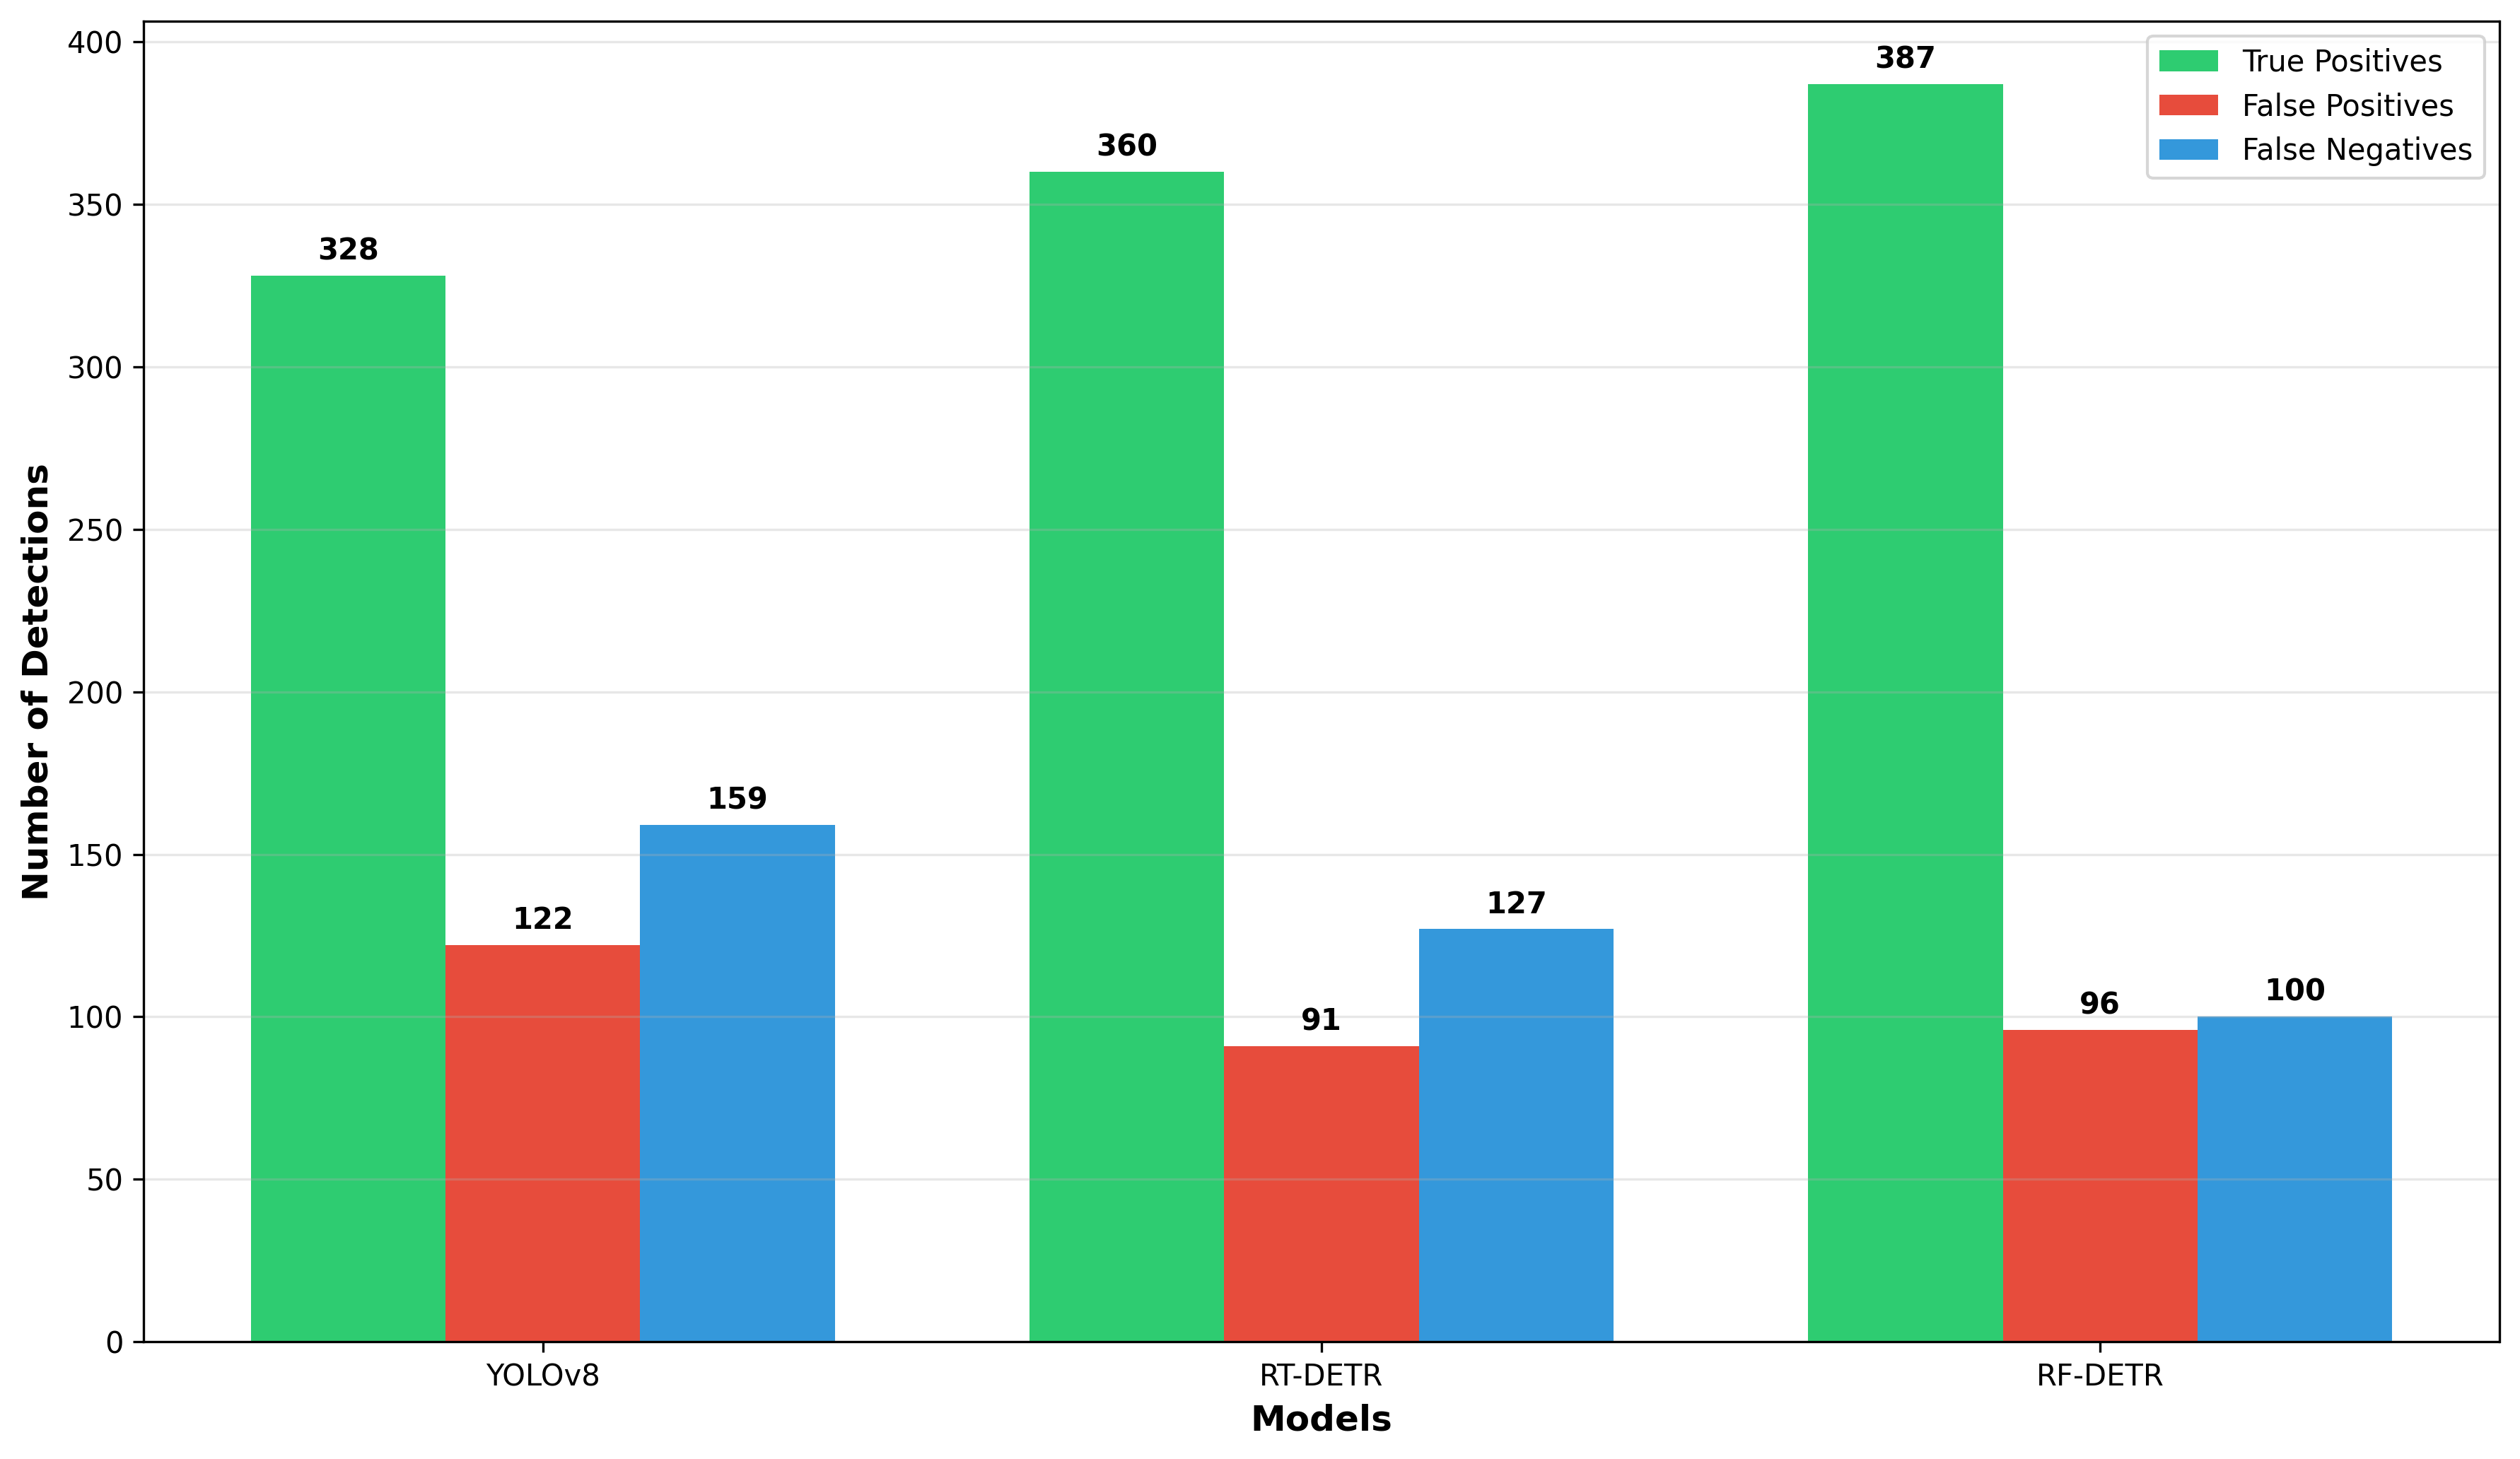 Number of Detections
400
350
300
250
200
150
100
50
0
328
122
159
360
91
127
387
96
100
True Positives
False Positives
False Negatives
YOLOv8
RT-DETR
RF-DETR
Models